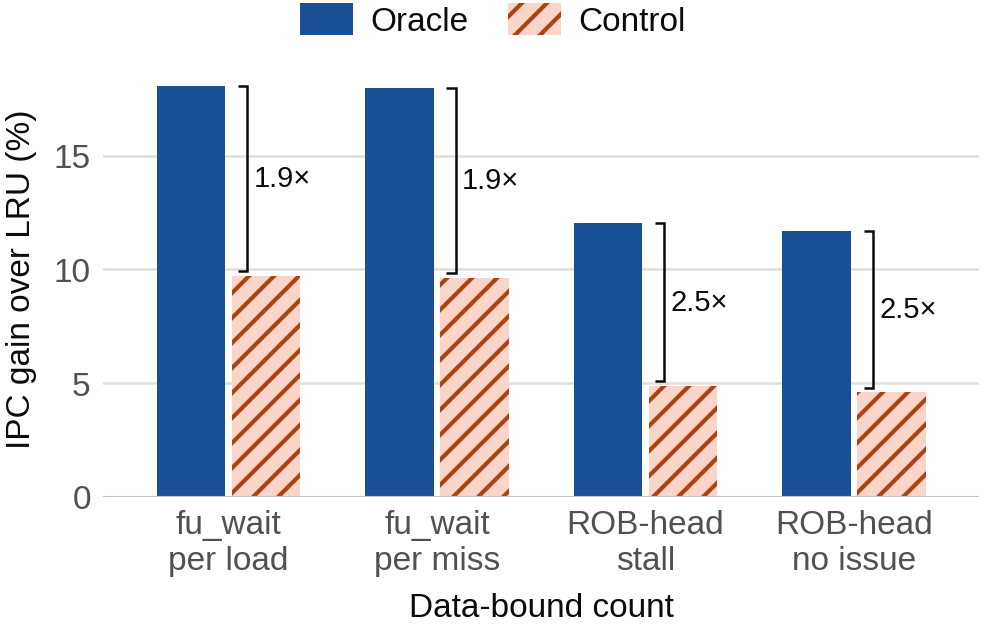 Oracle Control
IPC gain over LRU (%)
15
10
5
0
1.9×
1.9×
2.5×
2.5×
fu_wait
per load
fu_wait
per miss
ROB-head
stall
ROB-head
no issue
Data-bound count